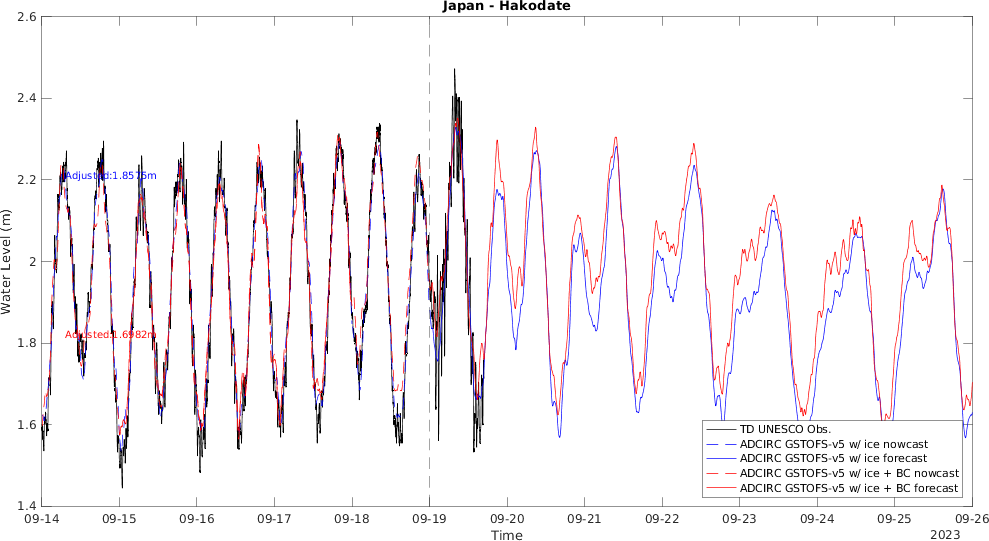 Japan - Hakodate
2.6
2.4
2.2
2
1.8
1.6
1.4
Water Level (m)
Adjusted:1.8575m
Adjusted:1.6982m
TD UNESCO Obs.
ADCIRC GSTOFS-v5 w/ ice nowcast
ADCIRC GSTOFS-v5 w/ ice forecast
ADCIRC GSTOFS-v5 w/ ice + BC nowcast
ADCIRC GSTOFS-v5 w/ ice + BC forecast
09-14 09-15 09-16 09-17 09-18 09-19 09-20 09-21 09-22 09-23 09-24 09-25 09-26
Time
2023